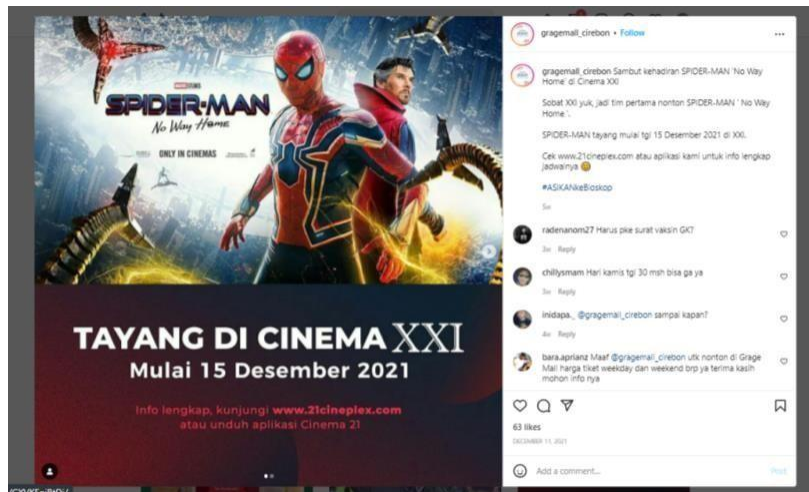 MARVEL STUDIOS
SPIDER-MAN
No Way Home
ONLY IN CINEMAS
TAYANG DI CINEMA XXI
Mulai 15 Desember 2021
Info lengkap, kunjungi www.21cineplex.com
atau unduh aplikasi Cinema 21
gragemall_cirebon • Follow
gragemall_cirebon Sambut kehadiran SPIDER-MAN 'No Way
Home' di Cinema XXI
Sobat XXI yuk, jadi tim pertama nonton SPIDER-MAN ' No Way
Home '.
SPIDER-MAN tayang mulai tgl 15 Desember 2021 di XXI.
Cek www.21cineplex.com atau aplikasi kami untuk info lengkap
jadwalnya
#ASIKANkeBioskop
5w
radenanom27 Harus pke surat vaksin GK?
3w Reply
chillysmam Hari kamis tgl 30 msh bisa ga ya
3w Reply
inidapa._ @gragemall_cirebon sampai kapan?
4w Reply
bara.aprianz Maaf @gragemall_cirebon utk nonton di Grage
Mall harga tiket weekday dan weekend brp ya terima kasih
mohon info nya
63 likes
DECEMBER 11, 2021
Add a comment...
Post